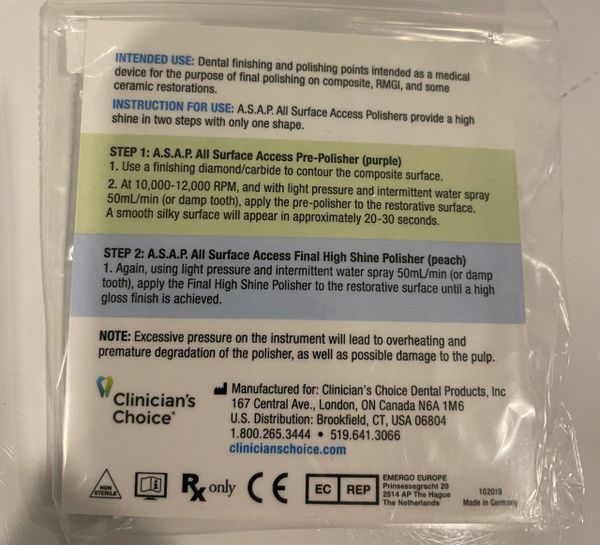 INTENDED USE: Dental finishing and polishing points intended as a medical
device for the purpose of final polishing on composite, RMGI, and some
ceramic restorations.
INSTRUCTION FOR USE: A.S.A.P. All Surface Access Polishers provide a high
shine in two steps with only one shape.
STEP 1: A.S.A.P. All Surface Access Pre-Polisher (purple)
1. Use a finishing diamond/carbide to contour the composite surface.
2. At 10,000-12,000 RPM, and with light pressure and intermittent water spray
50mL/min (or damp tooth), apply the pre-polisher to the restorative surface.
A smooth silky surface will appear in approximately 20-30 seconds.
STEP 2: A.S.A.P. All Surface Access Final High Shine Polisher (peach)
1. Again, using light pressure and intermittent water spray 50mL/min (or damp
tooth), apply the Final High Shine Polisher to the restorative surface until a high
gloss finish is achieved.
NOTE: Excessive pressure on the instrument will lead to overheating and
premature degradation of the polisher, as well as possible damage to the pulp.
Clinician's
Choice®
Manufactured for: Clinician's Choice Dental Products, Inc
167 Central Ave., London, ON Canada N6A 1M6
U.S. Distribution: Brookfield, CT, USA 06804
1.800.265.3444 • 519.641.3066
clinicianschoice.com
NON
STERILE
Rx only
CE
EC REP
EMERGO EUROPE
Prinsessegracht 20
2514 AP The Hague
The Netherlands
102019
Made in Germany